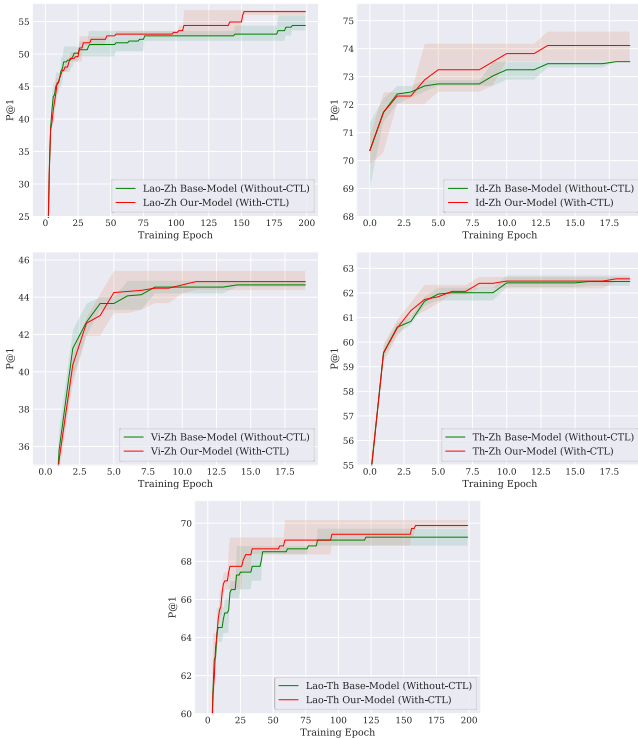 55
50
45
40
35
30
25
P@1
0 25 50 75 100 125 150 175 200
Training Epoch
Lao-Zh Base-Model (Without-CTL)
Lao-Zh Our-Model (With-CTL)
75
74
73
72
71
70
69
68
P@1
0.0 2.5 5.0 7.5 10.0 12.5 15.0 17.5
Training Epoch
Id-Zh Base-Model (Without-CTL)
Id-Zh Our-Model (With-CTL)
46
44
42
40
38
36
P@1
0.0 2.5 5.0 7.5 10.0 12.5 15.0 17.5
Training Epoch
Vi-Zh Base-Model (Without-CTL)
Vi-Zh Our-Model (With-CTL)
63
62
61
60
59
58
57
56
55
P@1
0.0 2.5 5.0 7.5 10.0 12.5 15.0 17.5
Training Epoch
Th-Zh Base-Model (Without-CTL)
Th-Zh Our-Model (With-CTL)
70
68
66
64
62
60
P@1
0 25 50 75 100 125 150 175 200
Training Epoch
Lao-Th Base-Model (Without-CTL)
Lao-Th Our-Model (With-CTL)